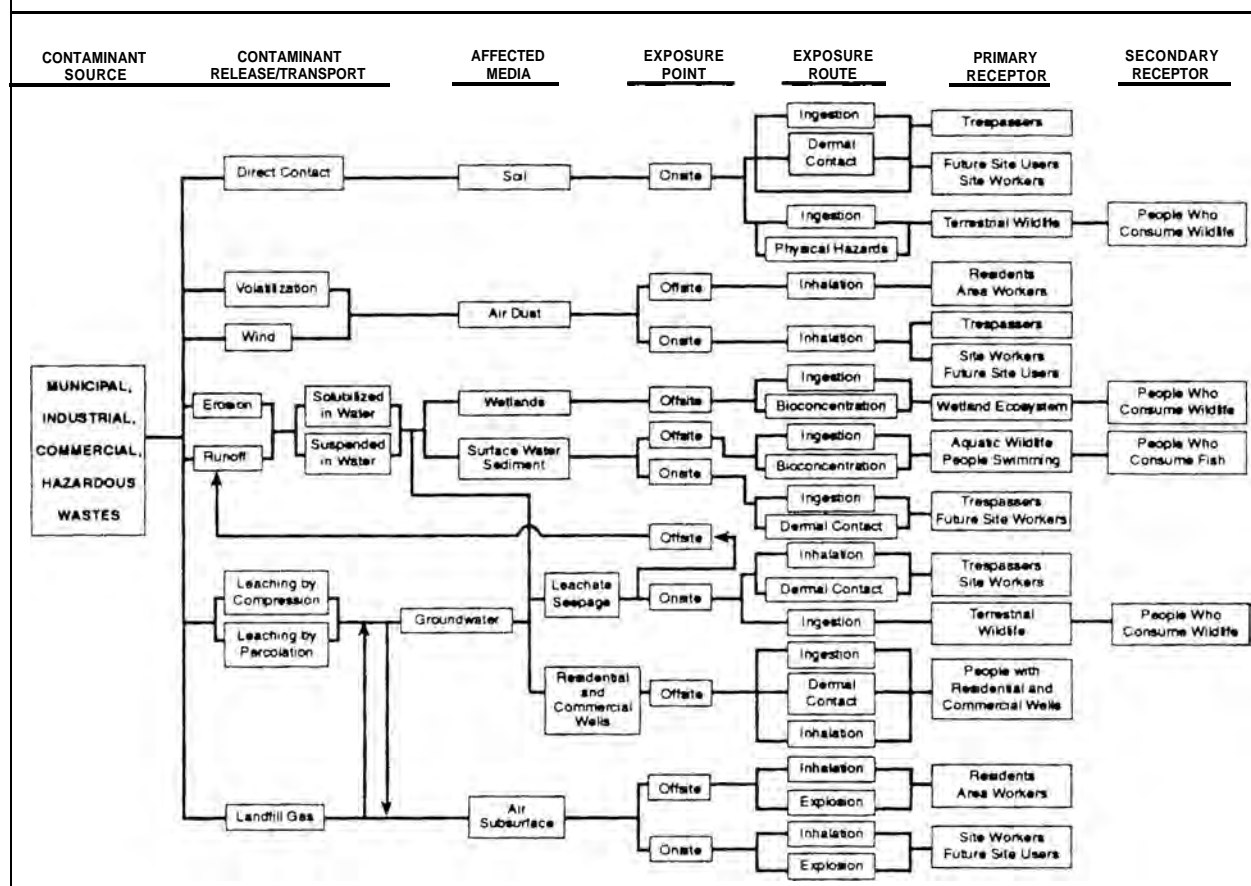 CONTAMINANT
SOURCE
CONTAMINANT
RELEASE/TRANSPORT
AFFECTED
MEDIA
EXPOSURE
POINT
EXPOSURE
ROUTE
PRIMARY
RECEPTOR
SECONDARY
RECEPTOR
MUNICIPAL,
INDUSTRIAL,
COMMERCIAL,
HAZARDOUS
WASTES
Direct Contact
Soil
Onsite
Ingestion
Dermal
Contact
Trespassers
Future Site Users
Site Workers
Ingestion
Physical Hazards
Terrestrial Wildlife
People Who
Consume Wildlife
Volatilization
Wind
Air Dust
Offsite
Inhalation
Residents
Area Workers
Onsite
Inhalation
Trespassers
Site Workers
Future Site Users
Erosion
Runoff
Solubilized
in Water
Suspended
in Water
Wetlands
Offsite
Ingestion
Bioconcentration
Wetland Ecosystem
People Who
Consume Wildlife
Surface Water
Sediment
Offsite
Ingestion
Bioconcentration
Aquatic Wildlife
People Swimming
People Who
Consume Fish
Onsite
Ingestion
Dermal Contact
Trespassers
Future Site Workers
Offsite
Leaching by
Compression
Leaching by
Percolation
Groundwater
Leachate
Seepage
Onsite
Inhalation
Dermal Contact
Trespassers
Site Workers
Ingestion
Terrestrial
Wildlife
People Who
Consume Wildlife
Residential
and
Commercial
Wells
Offsite
Ingestion
Dermal
Contact
Inhalation
People with
Residential and
Commercial Wells
Landfill Gas
Air
Subsurface
Offsite
Inhalation
Explosion
Residents
Area Workers
Onsite
Inhalation
Explosion
Site Workers
Future Site Users